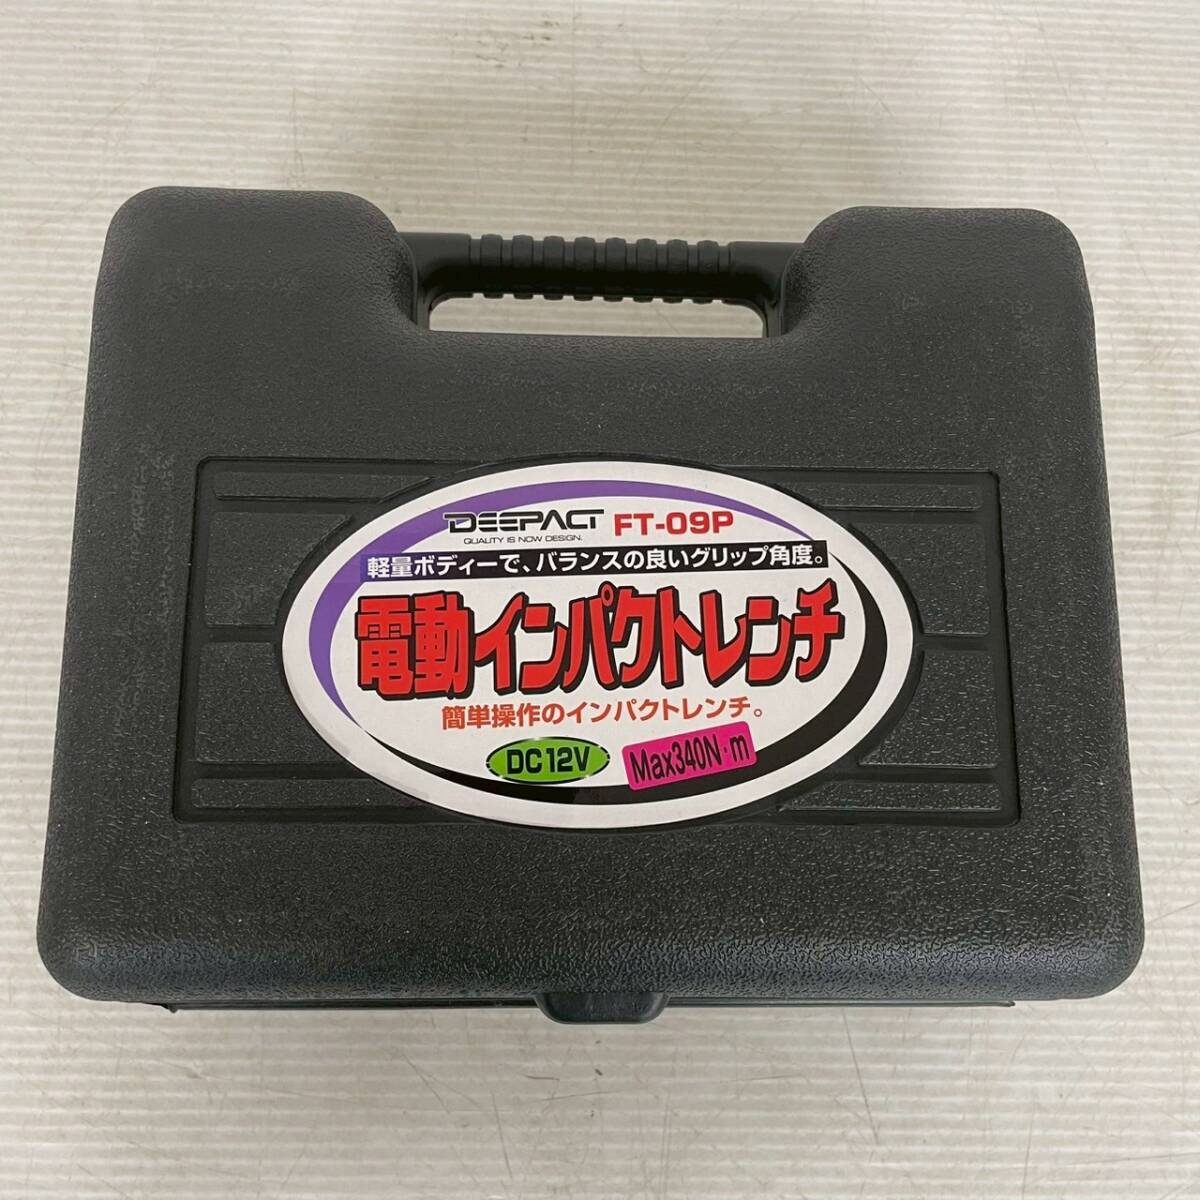 DEEPACT FT-09P
QUALITY IS NOW DESIGN.
軽量ボディーで、バランスの良いグリップ角度。
電動インパクトレンチ
簡単操作のインパクトレンチ。
DC12V Max340N・m